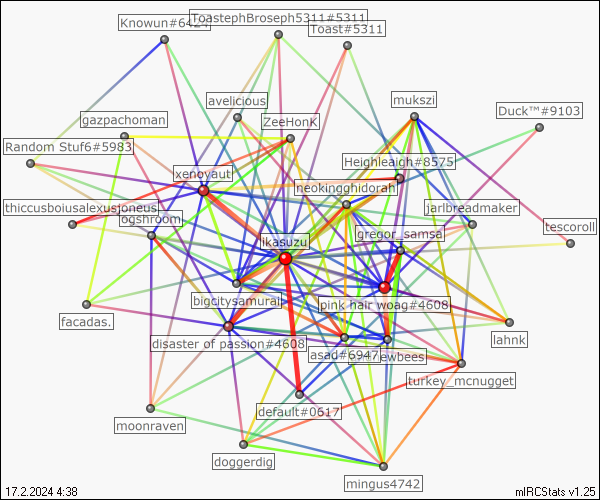 Knowun#6424
ToastephBroseph5311#5311
Toast#5311
avelicious
mukszi
Duck™#9103
gazpachoman
ZeeHonK
Random Stuf6#5983
Heighleaigh#8575
xenovaut
neokingghidorah
thiccusboiusalexusjoneus
ogshroom
jarlbreadmaker
tescoroll
ikasuzu
gregor_samsa
bigcitysamurai
pink hair woag#4608
facadas.
disaster of passion#4608
lahnk
asad#6947
ewbees
turkey_mcnugget
default#0617
moonraven
doggerdig
mingus4742
17.2.2024 4:38
mIRCStats v1.25